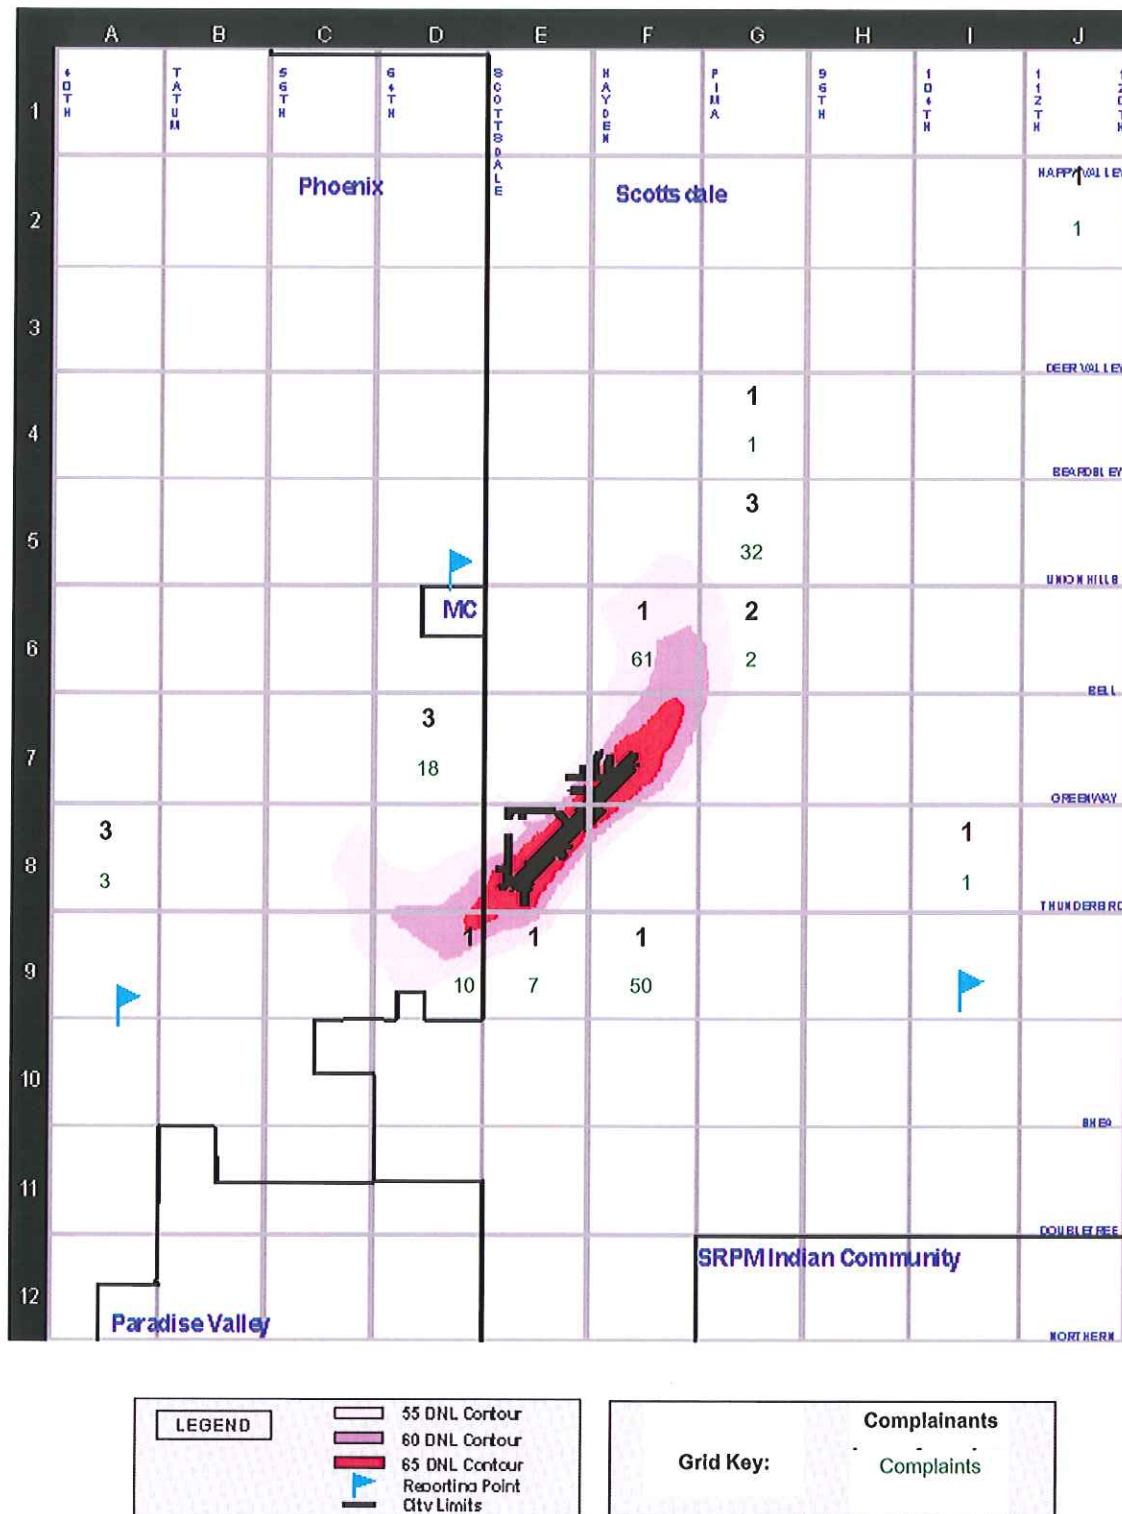 A B C D E F G H I J
40TH TATUM 56TH 64TH SCOTTSDALE HAYDEN PIMA 96TH 104TH 112TH
1
Phoenix Scottsdale HAPPY VALLEY
1
2 1
3
DEER VALLEY
1
4 1
BEARDSLEY
3
5 32
UNION HILLS
MC 1 2
6 61 2
BELL
3
7 18
GREENWAY
3 1
8 3 1
THUNDERBIRD
1 1 1
9 10 7 50
10
SHEA
11
DOUBLETREE
SRPM Indian Community
12
Paradise Valley
NORTHERN
LEGEND
55 DNL Contour
60 DNL Contour
65 DNL Contour
Reporting Point
City Limits
Grid Key:
Complainants
Complaints